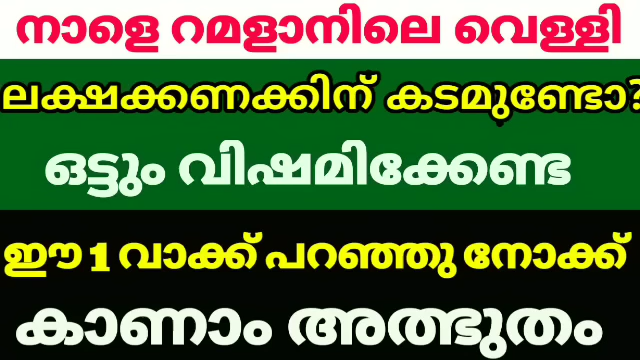 നാളെ റമളാനിലെ വെള്ളി
ലക്ഷക്കണക്കിന് കടമുണ്ടോ?
ഒട്ടും വിഷമിക്കേണ്ട
ഈ 1 വാക്ക് പറഞ്ഞു നോക്ക്
കാണാം അത്ഭുതം